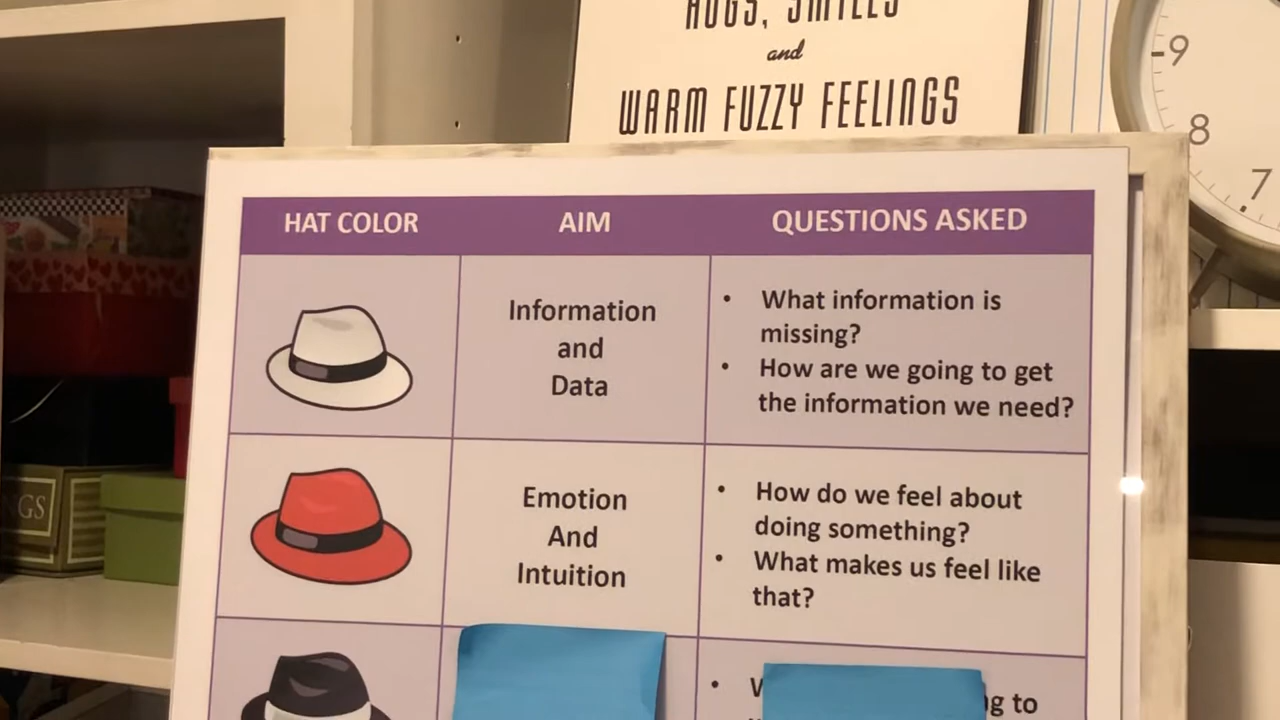 HUGS, SMILES
and
WARM FUZZY FEELINGS
9
8
7
HAT COLOR AIM QUESTIONS ASKED
Information
and
Data
• What information is
missing?
• How are we going to get
the information we need?
Emotion
And
Intuition
• How do we feel about
doing something?
• What makes us feel like
that?
to